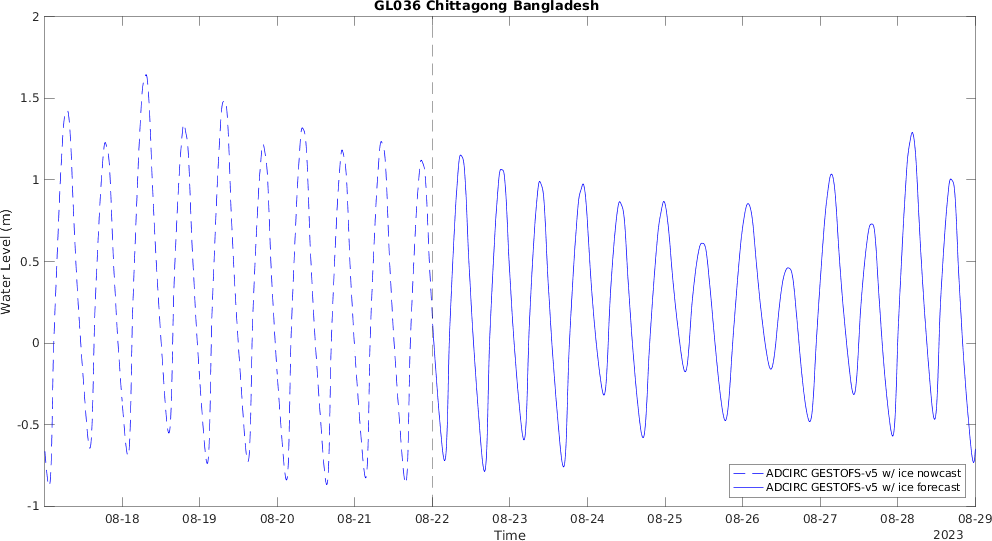 GL036 Chittagong Bangladesh
2
1.5
1
0.5
0
-0.5
-1
Water Level (m)
08-18 08-19 08-20 08-21 08-22 08-23 08-24 08-25 08-26 08-27 08-28 08-29
Time
2023
ADCIRC GESTOFS-v5 w/ ice nowcast
ADCIRC GESTOFS-v5 w/ ice forecast